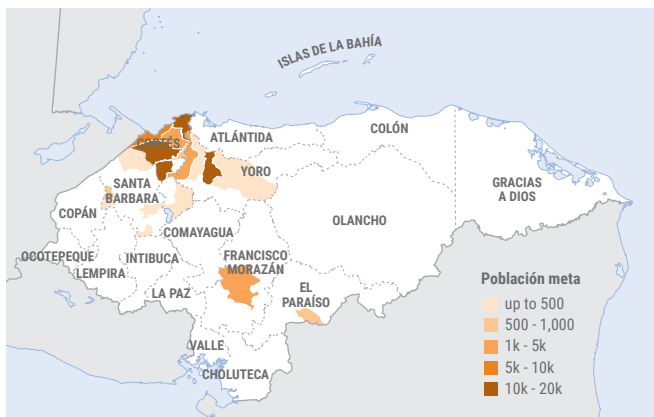 ISLAS DE LA BAHÍA
CORTÉS
ATLÁNTIDA
COLÓN
YORO
SANTA
BARBARA
GRACIAS
A DIOS
COPÁN
OLANCHO
COMAYAGUA
OCOTEPEQUE
INTIBUCA
FRANCISCO
MORAZÁN
LEMPIRA
LA PAZ
EL
PARAÍSO
VALLE
CHOLUTECA
Población meta
up to 500
500 - 1,000
1k - 5k
5k - 10k
10k - 20k